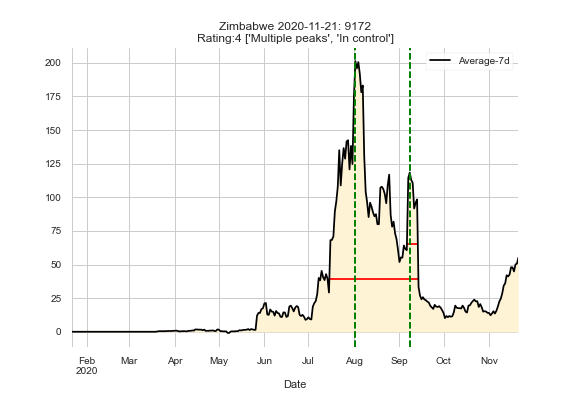 Zimbabwe 2020-11-21: 9172
Rating:4 ['Multiple peaks', 'In control']
Average-7d
200
175
150
125
100
75
50
25
0
Feb Mar Apr May Jun Jul Aug Sep Oct Nov
2020
Date